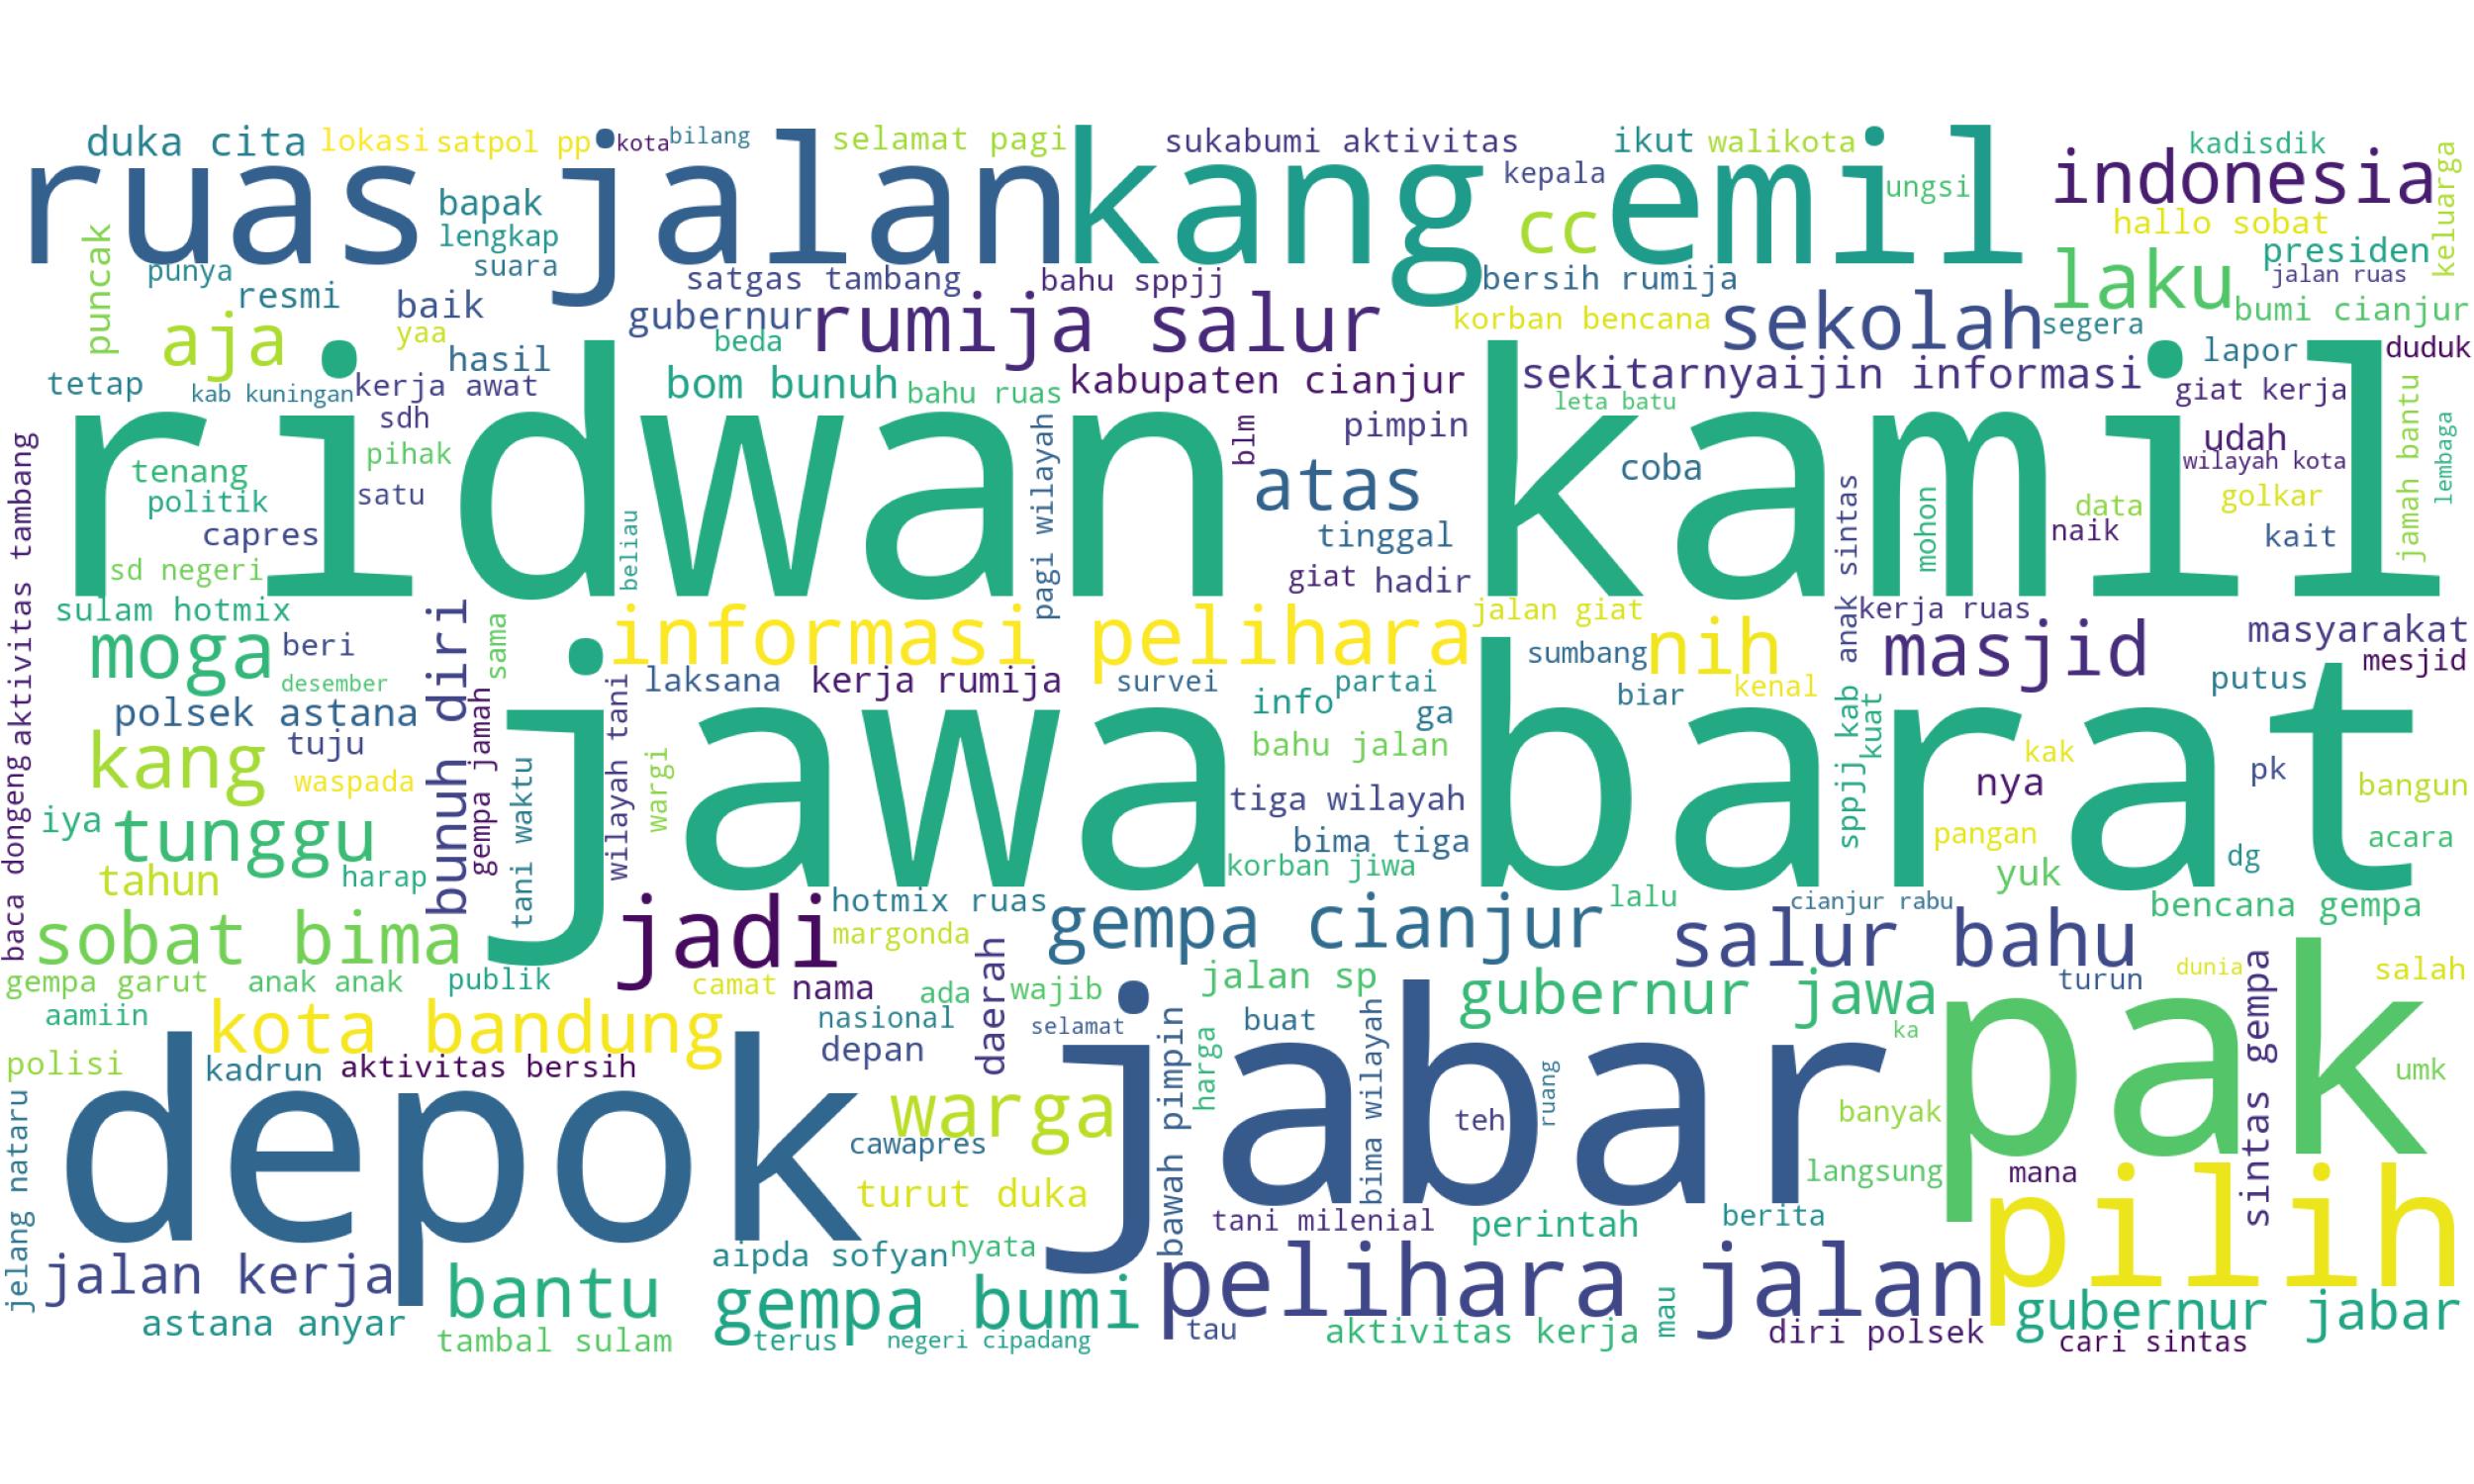 duka cita
lokasi
satpol pp
kota
bilang
selamat pagi
sukabumi aktivitas
ikut
walikota
kadisdik
ruas jalan
kang emil
kepala
ungsi
indonesia
keluarga
puncak
bapak
lengkap
suara
punya
resmi
cc
hallo sobat
presiden
satgas tambang
bahu sppjj
bersih rumija
laku
jalan ruas
baik
yaa
aja
gubernur
beda
rumija salur
korban bencana
sekolah
segera
bumi cianjur
hasil
tetap
kab kuningan
kerja awat
bom bunuh
bahu ruas
kabupaten cianjur
sekitarnyaijin informasi
lapor
duduk
giat kerja
leta batu
sdh
pihak
ridwan kamil
pagi wilayah
blm
pimpin
udah
wilayah kota
jamah bantu
lembaga
tenang
politik
satu
capres
atas
coba
data
golkar
naik
kait
sd negeri
beliau
tinggal
giat
hadir
anak sintas
mohon
sulam hotmix
bunuh diri
sama
informasi pelihara
jalan giat
kerja ruas
moga
beri
desember
nih
masjid
masyarakat
mesjid
laksana
kerja rumija
survei
partai
sumbang
biar
kenal
putus
polsek astana
tuju
gempa jamah
wilayah tani
info
ga
sppjj kab
kuat
jawa barat
kang
waspada
wargi
tani waktu
bahu jalan
kak
nya
pk
bangun
iya
tunggu
tiga wilayah
bima tiga
pangan
dg
acara
tahun
harap
korban jiwa
yuk
baca dongeng
aktivitas tambang
sobat bima
jadi
hotmix ruas
margonda
gempa cianjur
lalu
cianjur rabu
bencana gempa
salur bahu
gempa garut
anak anak
publik
camat
nama
ada
wajib
daerah
jalan sp
gubernur jawa
turun
dunia
salah
aamiin
kota bandung
nasional
selamat
depan
buat
ka
polisi
kadrun
aktivitas bersih
harga
bima wilayah
ruang
sintas gempa
umk
depok
jabar
pak
warga
teh
banyak
jelang nataru
cawapres
bawah pimpin
langsung
mana
turut duka
tani milenial
perintah
berita
pilih
jalan kerja
aipda sofyan
nyata
bantu
gempa bumi
pelihara jalan
gubernur jabar
astana anyar
tambal sulam
terus
negeri cipadang
tau
aktivitas kerja
mau
diri polsek
cari sintas